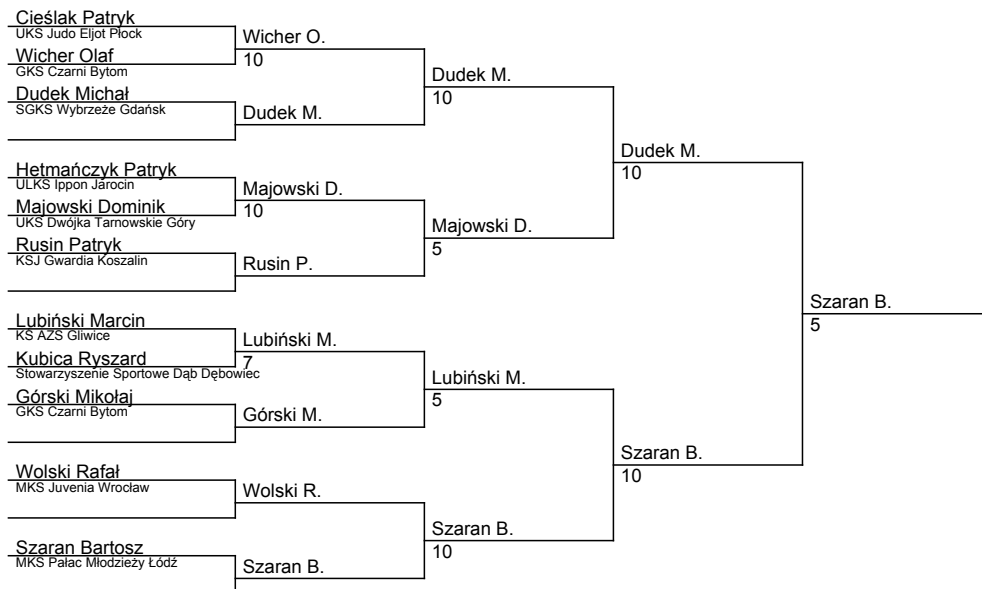 Cieślak Patryk
UKS Judo Eljot Płock
Wicher O.
10
Wicher Olaf
GKS Czarni Bytom
Dudek M.
10
Dudek Michał
SGKS Wybrzeże Gdańsk
Dudek M.
Dudek M.
10
Hetmańczyk Patryk
ULKS Ippon Jarocin
Majowski D.
10
Majowski Dominik
UKS Dwójka Tarnowskie Góry
Majowski D.
5
Rusin Patryk
KSJ Gwardia Koszalin
Rusin P.
Szaran B.
5
Lubiński Marcin
KS AZS Gliwice
Lubiński M.
7
Kubica Ryszard
Stowarzyszenie Sportowe Dąb Dębowiec
Lubiński M.
5
Górski Mikołaj
GKS Czarni Bytom
Górski M.
Szaran B.
10
Wolski Rafał
MKS Juvenia Wrocław
Wolski R.
Szaran B.
10
Szaran Bartosz
MKS Pałac Młodzieży Łódź
Szaran B.